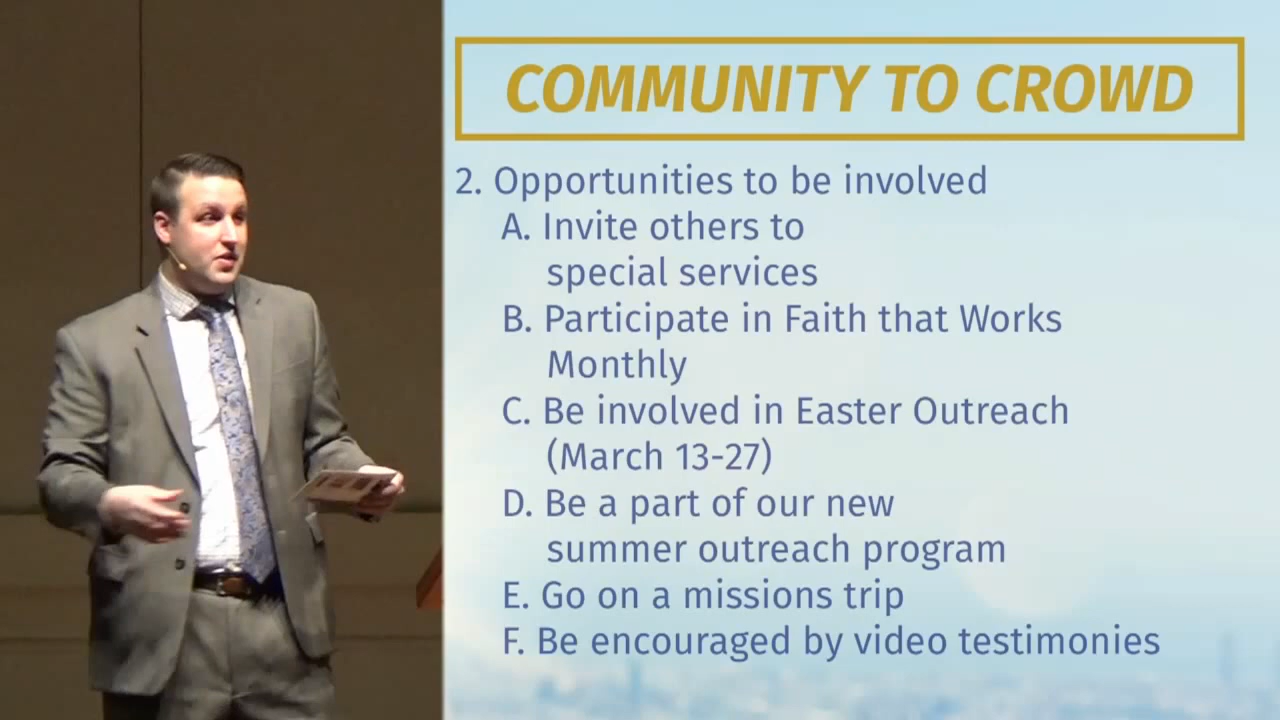 COMMUNITY TO CROWD
2. Opportunities to be involved
A. Invite others to
special services
B. Participate in Faith that Works
Monthly
C. Be involved in Easter Outreach
(March 13-27)
D. Be a part of our new
summer outreach program
E. Go on a missions trip
F. Be encouraged by video testimonies